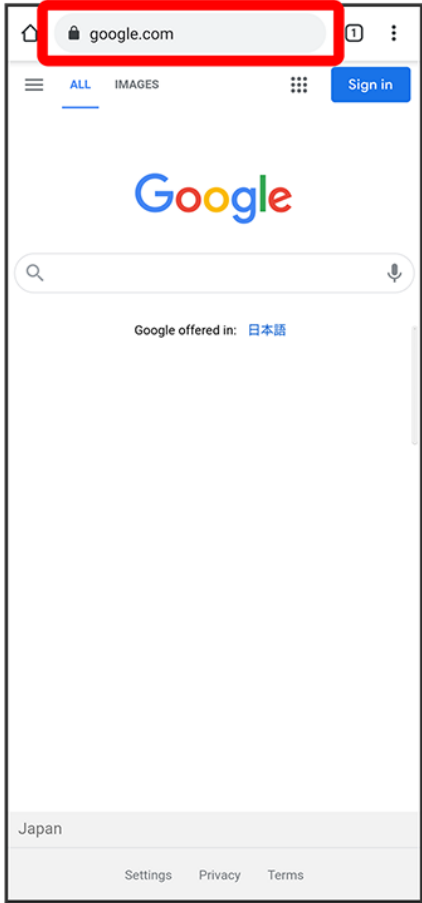 google.com
1
ALL IMAGES Sign in
Google
Google offered in: 日本語
Japan
Settings Privacy Terms